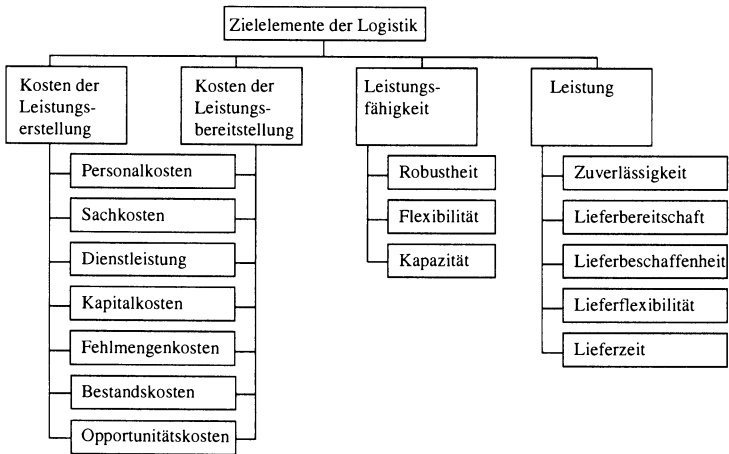 Zielelemente der Logistik
Kosten der
Leistungs-
erstellung
Kosten der
Leistungs-
bereitstellung
Leistungs-
fähigkeit
Leistung
Personalkosten
Sachkosten
Dienstleistung
Kapitalkosten
Fehlmengenkosten
Bestandskosten
Opportunitätskosten
Robustheit
Flexibilität
Kapazität
Zuverlässigkeit
Lieferbereitschaft
Lieferbeschaffenheit
Lieferflexibilität
Lieferzeit